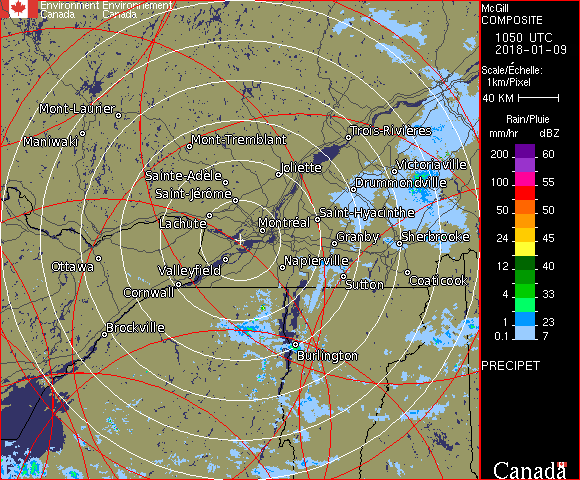 Environment Environnement
Canada Canada
McGill
COMPOSITE
1050 UTC
2018-01-09
Scale/Échelle:
1km/Pixel
40 KM
Rain/Pluie
mm/hr dBZ
200 60
100 55
50 50
24 45
12 40
4 33
2 28
1 23
0.1 7
PRECIPET
Canada
Mont-Laurier
Maniwaki
Mont-Tremblant
Trois-Rivières
Sainte-Adèle
Joliette
Victoriaville
Saint-Jérôme
Drummondville
Lachute
Montréal
Saint-Hyacinthe
Granby
Sherbrooke
Ottawa
Valleyfield
Napierville
Cornwall
Sutton
Coaticook
Brockville
Burlington